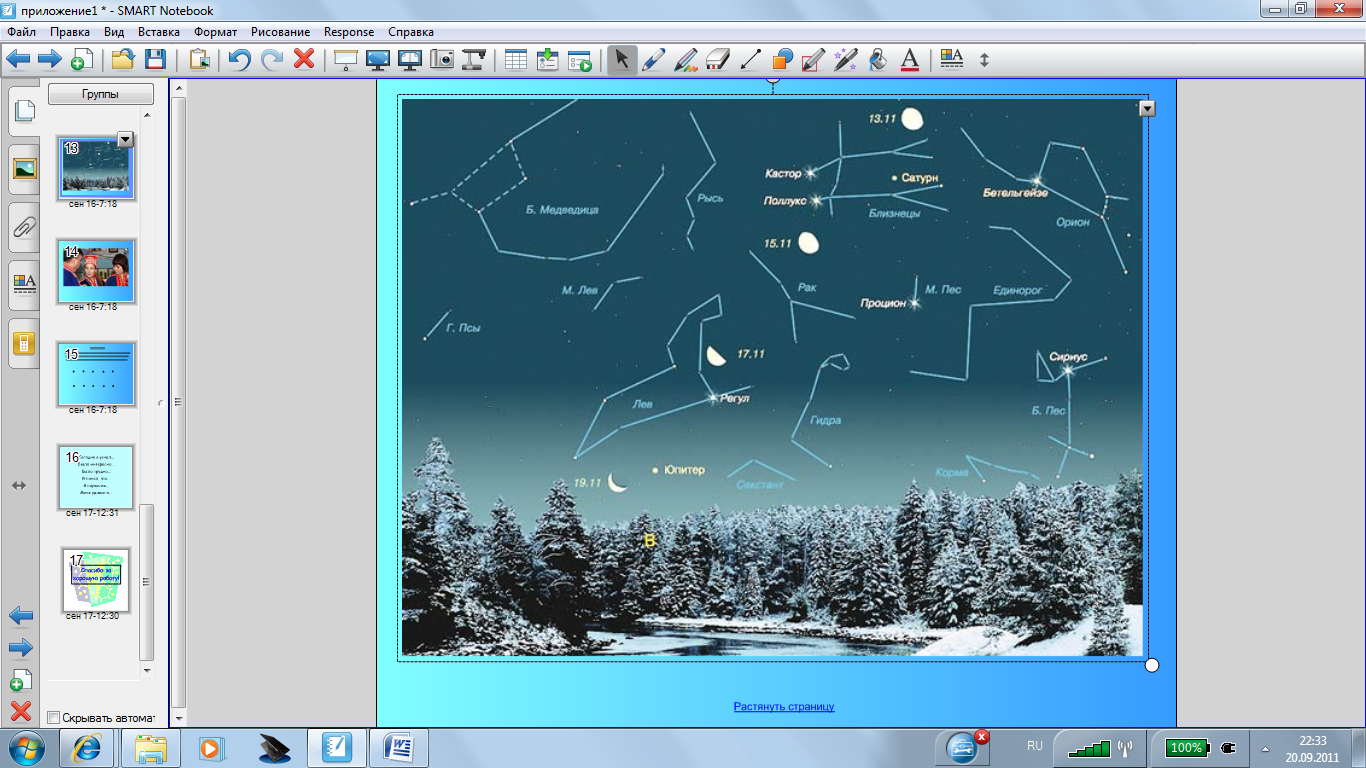 приложение1 * - SMART Notebook
Файл Правка Вид Вставка Формат Рисование Response Справка
Группы
13
сен 16-7:18
14
сен 16-7:18
15
сен 16-7:18
16
сен 17-12:31
17
Спасибо за
хорошую работу!
сен 17-12:30
Скрывать автомат
13.11
Кастор
Сатурн
Поллукс
Близнецы
Бетельгейзе
Орион
Б. Медведица
Рысь
15.11
М. Лев
Рак
Процион
М. Пес
Единорог
Г. Псы
17.11
Сириус
Лев
Регул
Гидра
Б. Пес
Юпитер
19.11
Секстант
Корма
В
Растянуть страницу
RU
100%
22:33
20.09.2011